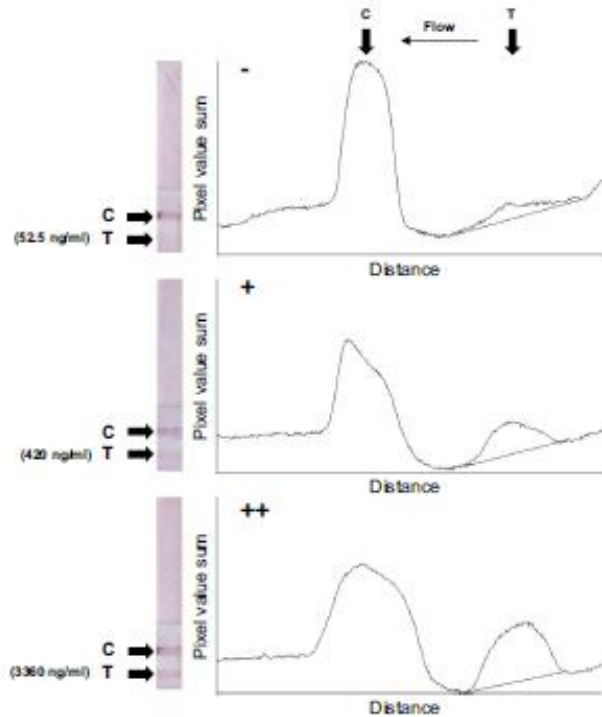 C T
Flow
-
Pixel value sum
C
(52.5 ng/ml) T
Distance
+
Pixel value sum
C
(420 ng/ml) T
Distance
++
Pixel value sum
C
(3360 ng/ml) T
Distance